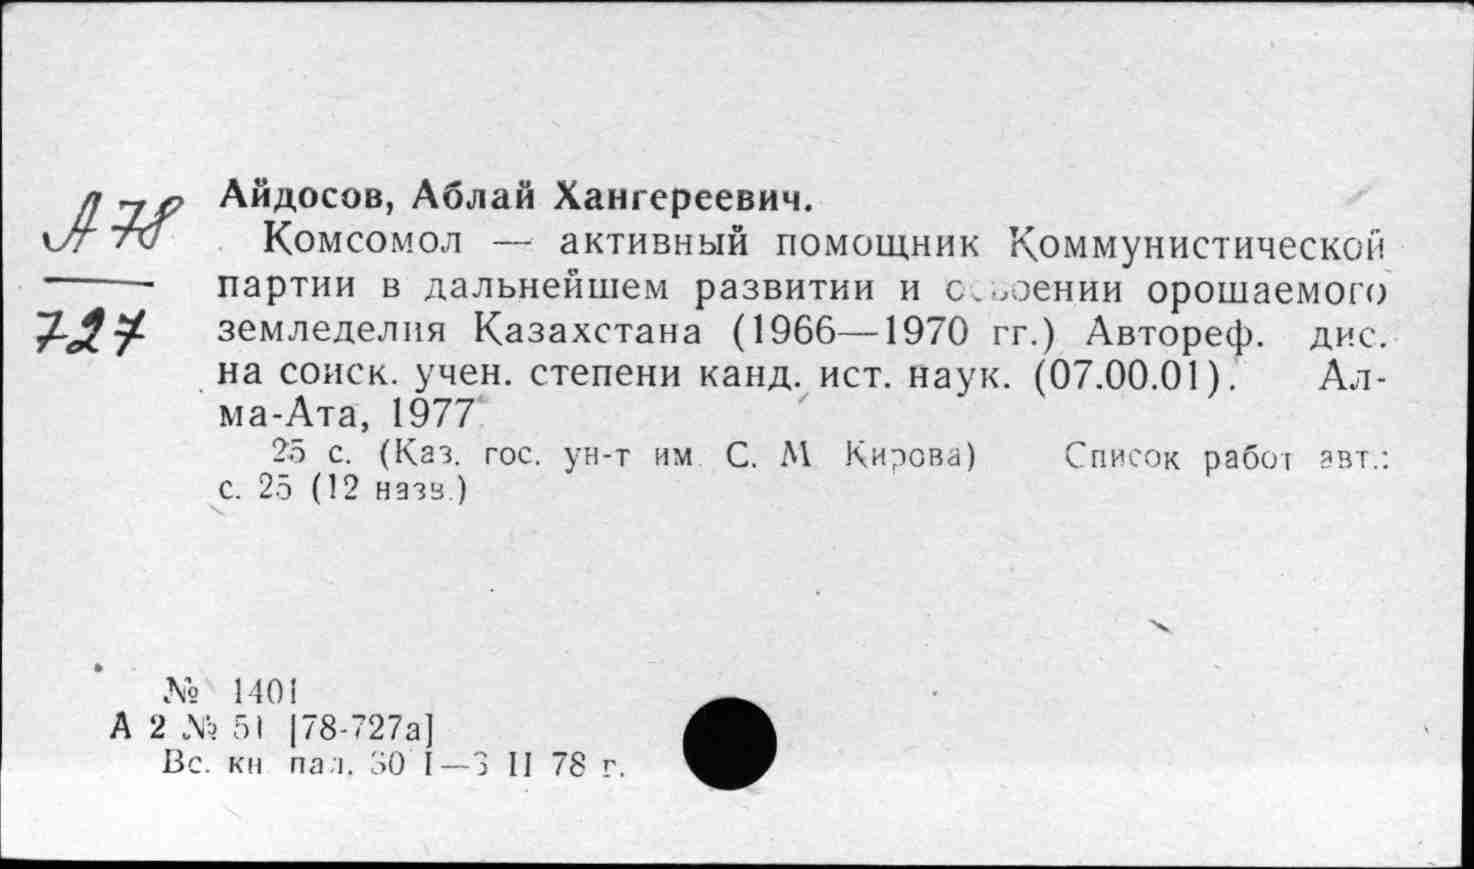 Айдосов, Аблай Хангереевич.
А 78
Комсомол — активный помощник Коммунистической
партии в дальнейшем развитии и орошаемого
727
земледелия Казахстана (1966—1970 гг.) Автореф. дис.
на соиск. учен. степени канд. ист. наук. (07.00.01). Ал-
ма-Ата, 1977
25 с. (Каз. гос. ун-т им С. М Кирова) Список работ авт.:
с. 25 (12 назв.)
№ 1401
А 2 № 51 [78-727а]
Вс. кн пал. 30 I—3 II 78 г.